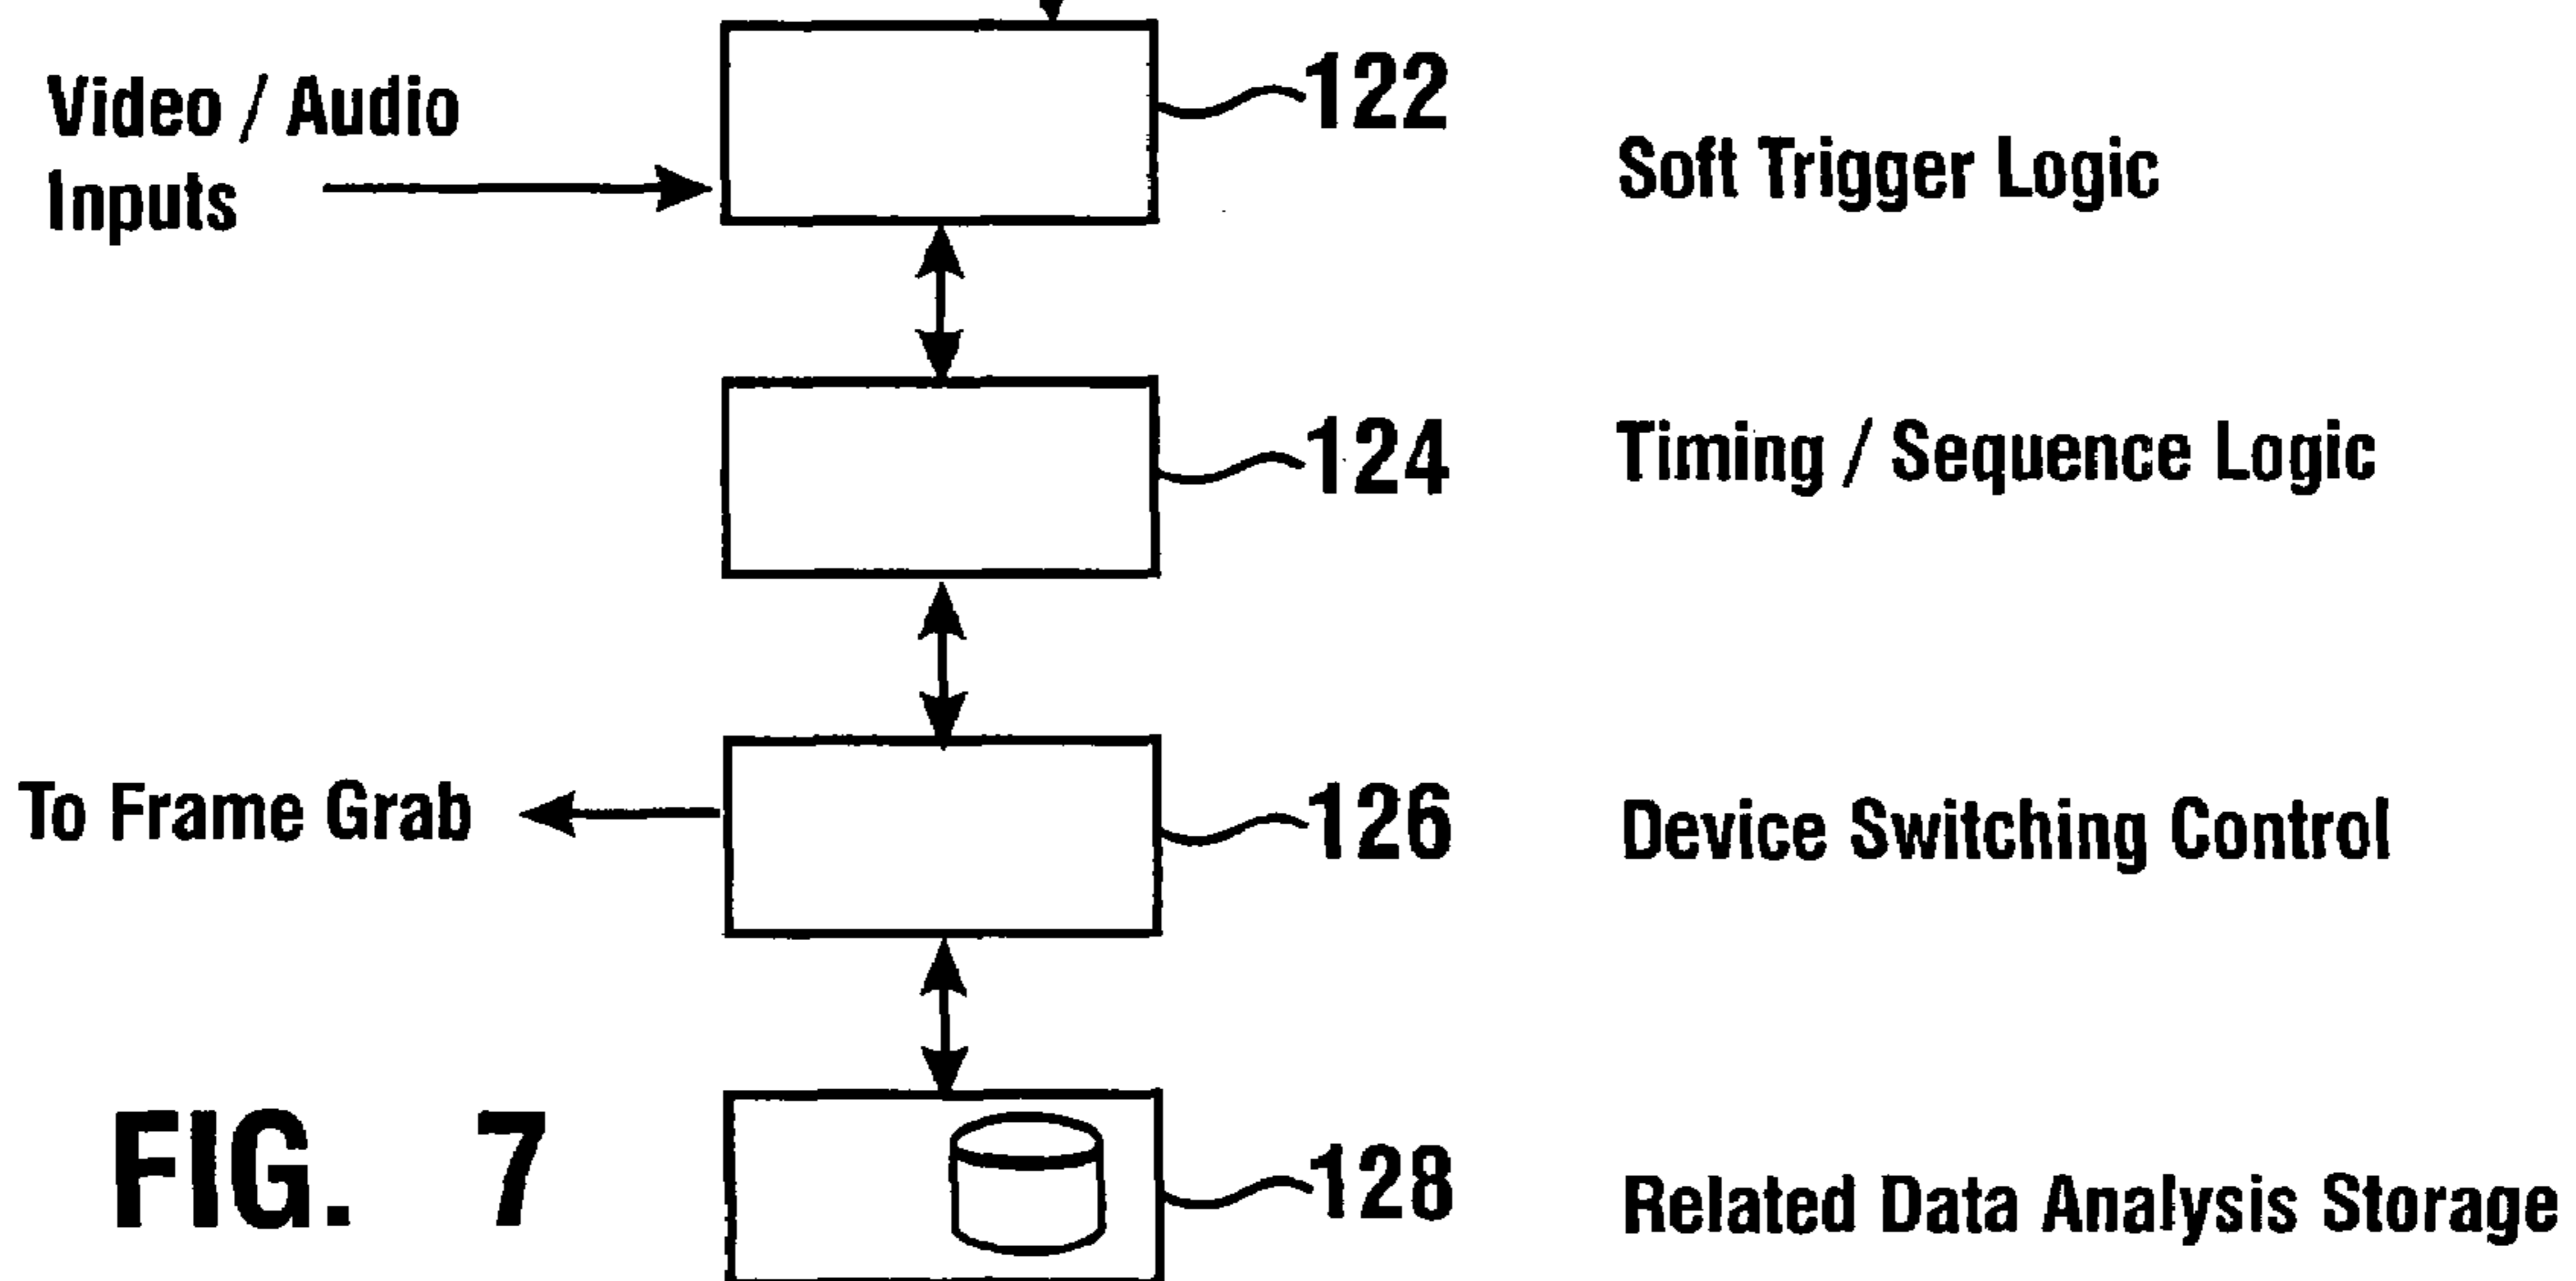 Video / Audio
Inputs
122
Soft Trigger Logic
124
Timing / Sequence Logic
To Frame Grab
126
Device Switching Control
FIG. 7
128
Related Data Analysis Storage